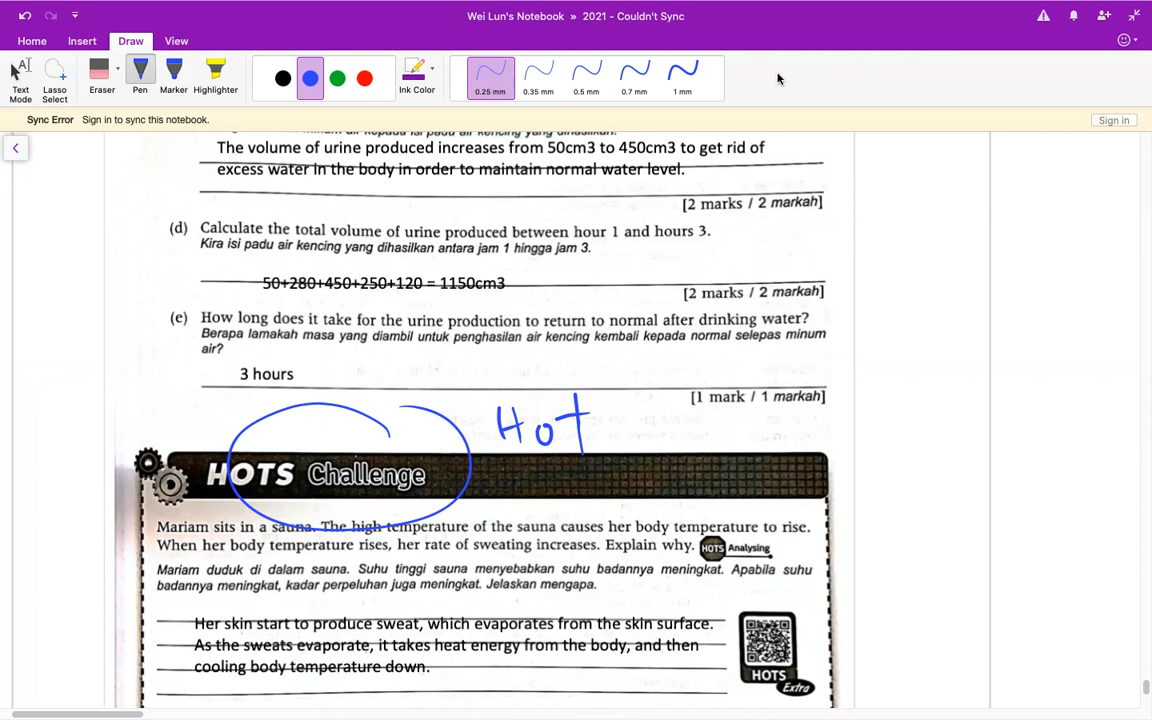 Wei Lun's Notebook » 2021 - Couldn't Sync
Home Insert Draw View
Text Mode
Lasso Select
Eraser
Pen
Marker
Highlighter
Ink Color
0.25 mm 0.35 mm 0.5 mm 0.7 mm 1 mm
Sync Error Sign in to sync this notebook. Sign in
minum air kepada isi padu air kencing yang dihasilkan.
The volume of urine produced increases from 50cm3 to 450cm3 to get rid of
excess water in the body in order to maintain normal water level.
[2 marks / 2 markah]
(d) Calculate the total volume of urine produced between hour 1 and hours 3.
Kira isi padu air kencing yang dihasilkan antara jam 1 hingga jam 3.
50+280+450+250+120 = 1150cm3
[2 marks / 2 markah]
(e) How long does it take for the urine production to return to normal after drinking water?
Berapa lamakah masa yang diambil untuk penghasilan air kencing kembali kepada normal selepas minum
air?
3 hours
[1 mark / 1 markah]
Hot
HOTS Challenge
Mariam sits in a sauna. The high temperature of the sauna causes her body temperature to rise.
When her body temperature rises, her rate of sweating increases. Explain why. HOTS Analysing
Mariam duduk di dalam sauna. Suhu tinggi sauna menyebabkan suhu badannya meningkat. Apabila suhu
badannya meningkat, kadar perpeluhan juga meningkat. Jelaskan mengapa.
Her skin start to produce sweat, which evaporates from the skin surface.
As the sweats evaporate, it takes heat energy from the body, and then
cooling body temperature down.
HOTS
Extra